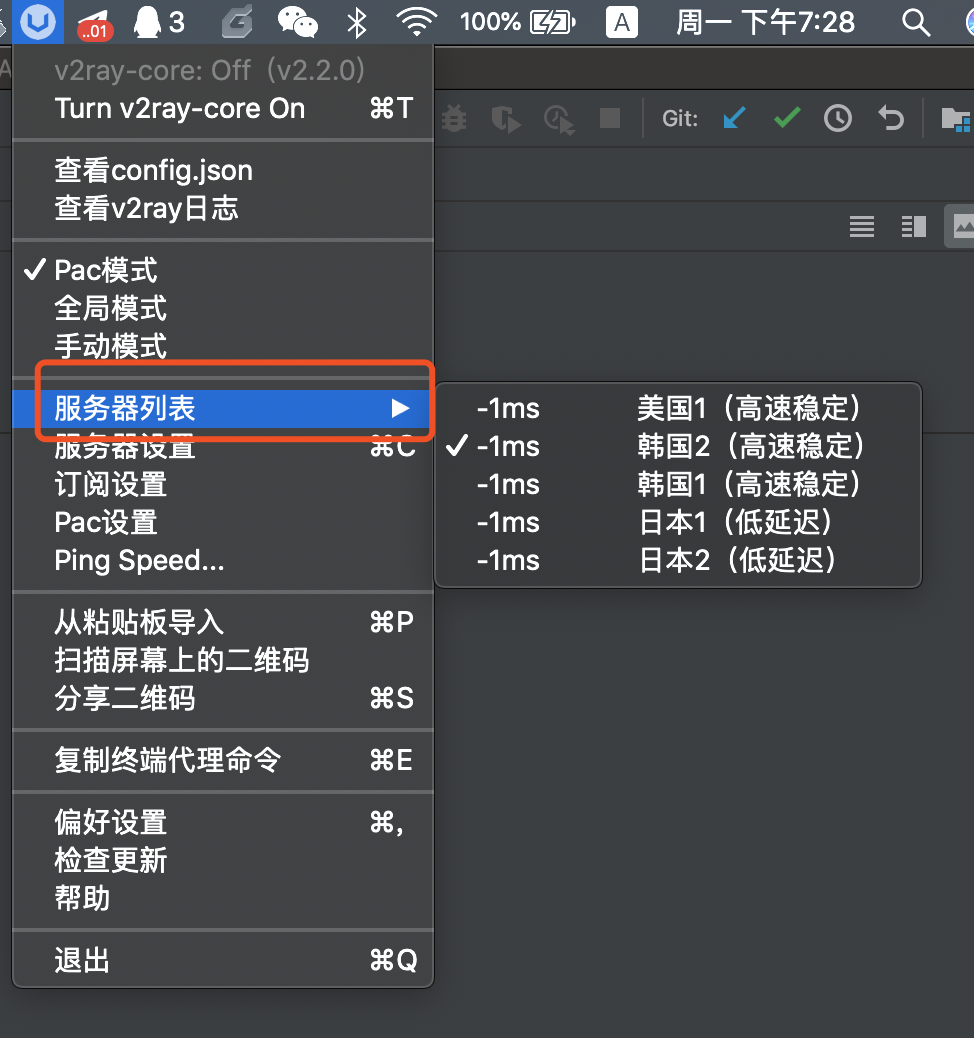 ..01 3 100% A 周一 下午7:28
v2ray-core: Off (v2.2.0)
Turn v2ray-core On ⌘T
Git:
查看config.json
查看v2ray日志
✓ Pac模式
全局模式
手动模式
服务器列表 ▶
服务器设置 ⌘C
订阅设置
Pac设置
Ping Speed...
-1ms 美国1（高速稳定）
✓ -1ms 韩国2（高速稳定）
-1ms 韩国1（高速稳定）
-1ms 日本1（低延迟）
-1ms 日本2（低延迟）
从粘贴板导入 ⌘P
扫描屏幕上的二维码
分享二维码 ⌘S
复制终端代理命令 ⌘E
偏好设置 ⌘,
检查更新
帮助
退出 ⌘Q